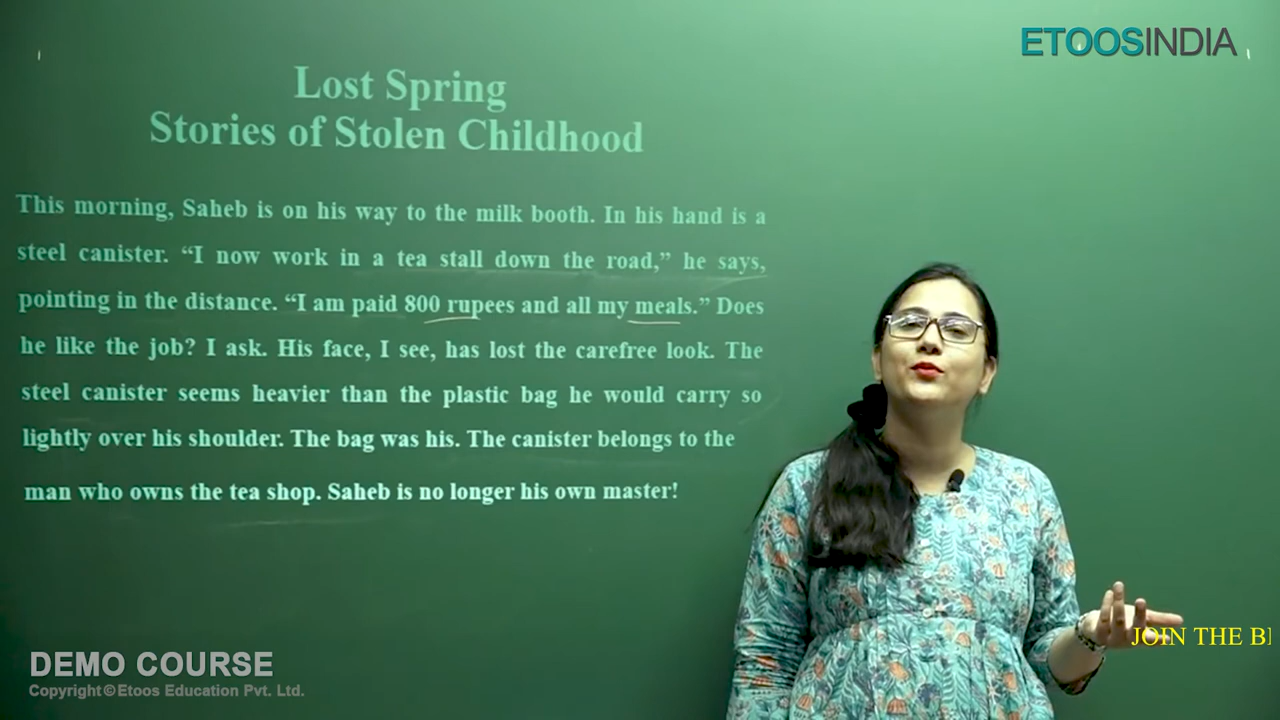 ETOOSINDIA
Lost Spring
Stories of Stolen Childhood
This morning, Saheb is on his way to the milk booth. In his hand is a
steel canister. “I now work in a tea stall down the road,” he says,
pointing in the distance. “I am paid 800 rupees and all my meals.” Does
he like the job? I ask. His face, I see, has lost the carefree look. The
steel canister seems heavier than the plastic bag he would carry so
lightly over his shoulder. The bag was his. The canister belongs to the
man who owns the tea shop. Saheb is no longer his own master!
JOIN THE
DEMO COURSE
Copyright © Etoos Education Pvt. Ltd.